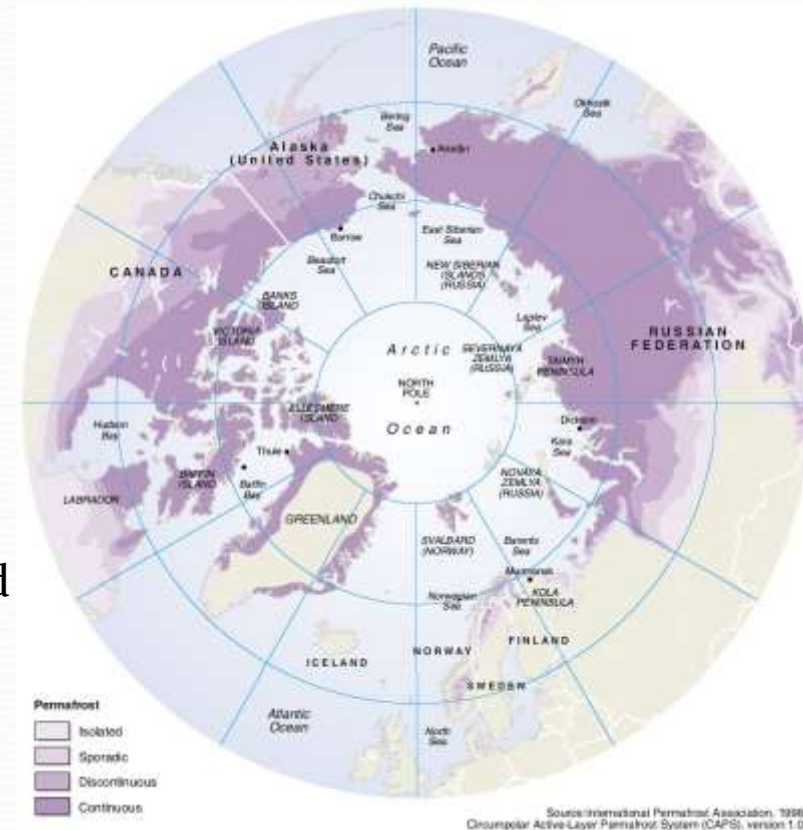 Pacific
Ocean
Okhotsk
Sea
Bering
Sea
Anadyr
Alaska
(United States)
Chukchi
Sea
Barrow
East Siberian
Sea
Beaufort
Sea
NEW SIBERIAN
ISLANDS
(RUSSIA)
CANADA
BANKS
ISLAND
VICTORIA
ISLAND
Laptev
Sea
RUSSIAN
FEDERATION
Arctic
SEVERNAYA
ZEMLYA
(RUSSIA)
TAIMYR
PENINSULA
NORTH
POLE
ELLESMERE
ISLAND
Ocean
Dickson
Kara
Sea
Hudson
Bay
Thule
BAFFIN
ISLAND
Baffin
Bay
NOVAYA
ZEMLYA
(RUSSIA)
LABRADOR
GREENLAND
SVALBARD
(NORWAY)
Barents
Sea
Murmansk
KOLA
PENINSULA
Norwegian
Sea
d
ICELAND
NORWAY
FINLAND
SWEDEN
Atlantic
Ocean
North
Sea
Permafrost
Isolated
Sporadic
Discontinuous
Continuous
Source:International Permafrost Association, 1998.
Circumpolar Active-Layer Permafrost System (CAPS), version 1.0